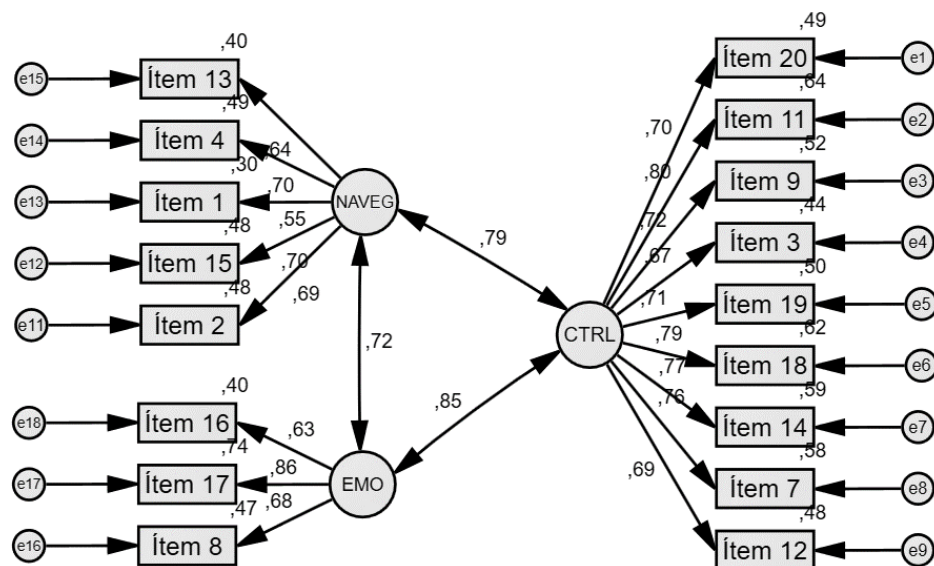 ,49
,40
e15
Ítem 13
Ítem 20
e1
,49
,64
e14
Ítem 4
,64
,70
Ítem 11
e2
,30
,52
e13
Ítem 1
,70
NAVEG
,80
Ítem 9
e3
,48
,55
,72
,44
e12
Ítem 15
,70
,79
,67
Ítem 3
e4
,48
,69
,71
,50
e11
Ítem 2
Ítem 19
e5
,72
CTRL
,79
,62
,77
Ítem 18
e6
,40
,85
,76
,59
e18
Ítem 16
,63
Ítem 14
e7
,74
,86
,69
,58
e17
Ítem 17
EMO
Ítem 7
e8
,47
,68
,48
e16
Ítem 8
Ítem 12
e9